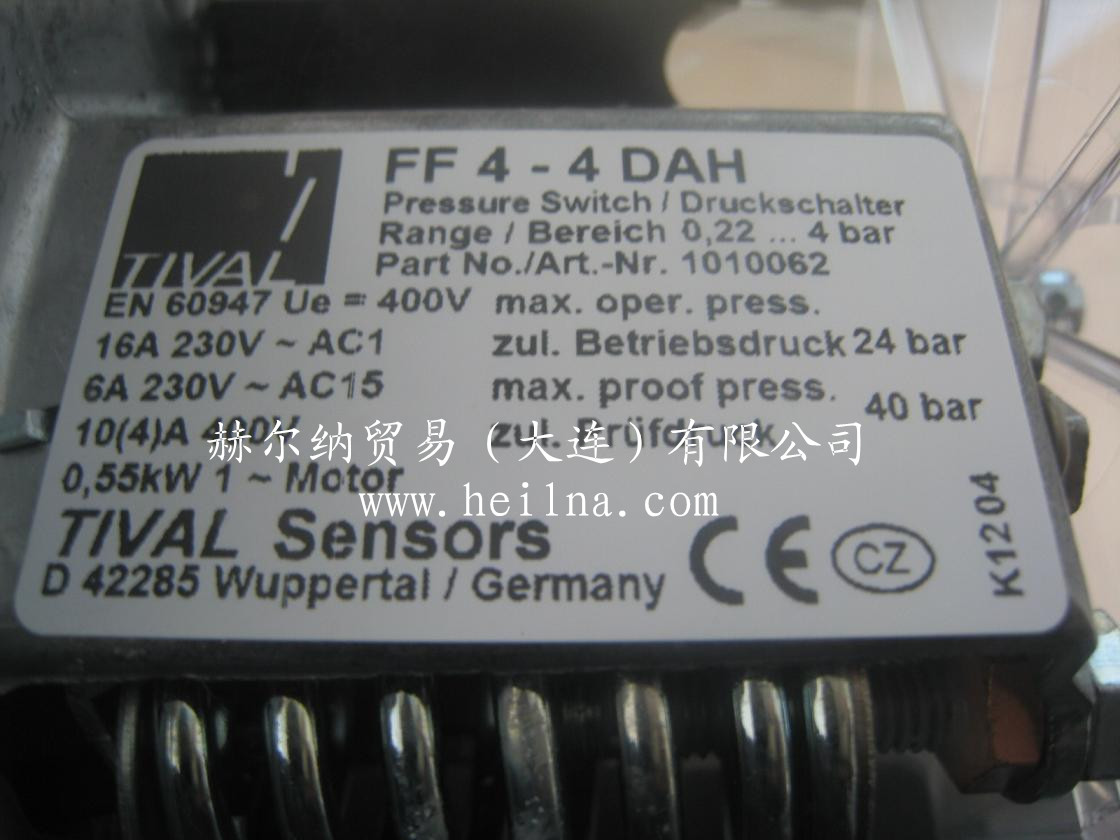 TIVAL
FF 4 - 4 DAH
Pressure Switch / Druckschalter
Range / Bereich 0,22 ... 4 bar
Part No./Art.-Nr. 1010062
EN 60947 Ue = 400V max. oper. press.
16A 230V ~ AC1 zul. Betriebsdruck 24 bar
6A 230V ~ AC15 max. proof press. 40 bar
10(4)A 400V zul. Prüfdruck
赫尔纳贸易（大连）有限公司
0,55kW 1 ~ Motor
www.heilna.com
TIVAL Sensors
D 42285 Wuppertal / Germany
CE CZ
K1204